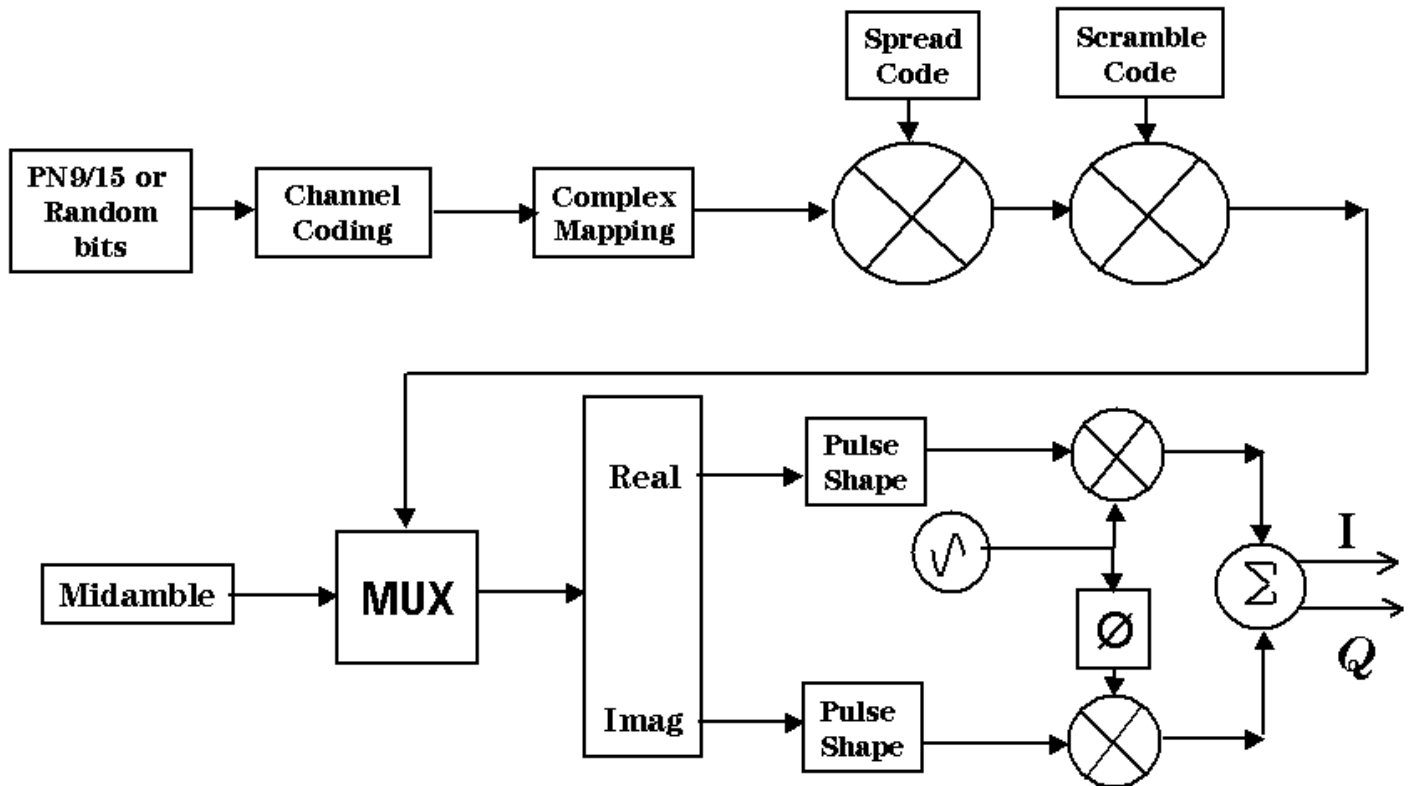 Spread
Code
Scramble
Code
PN9/15 or
Random
bits
Channel
Coding
Complex
Mapping
Real
Imag
Pulse
Shape
Midamble
MUX
Pulse
Shape
Ø
Σ
I
Q